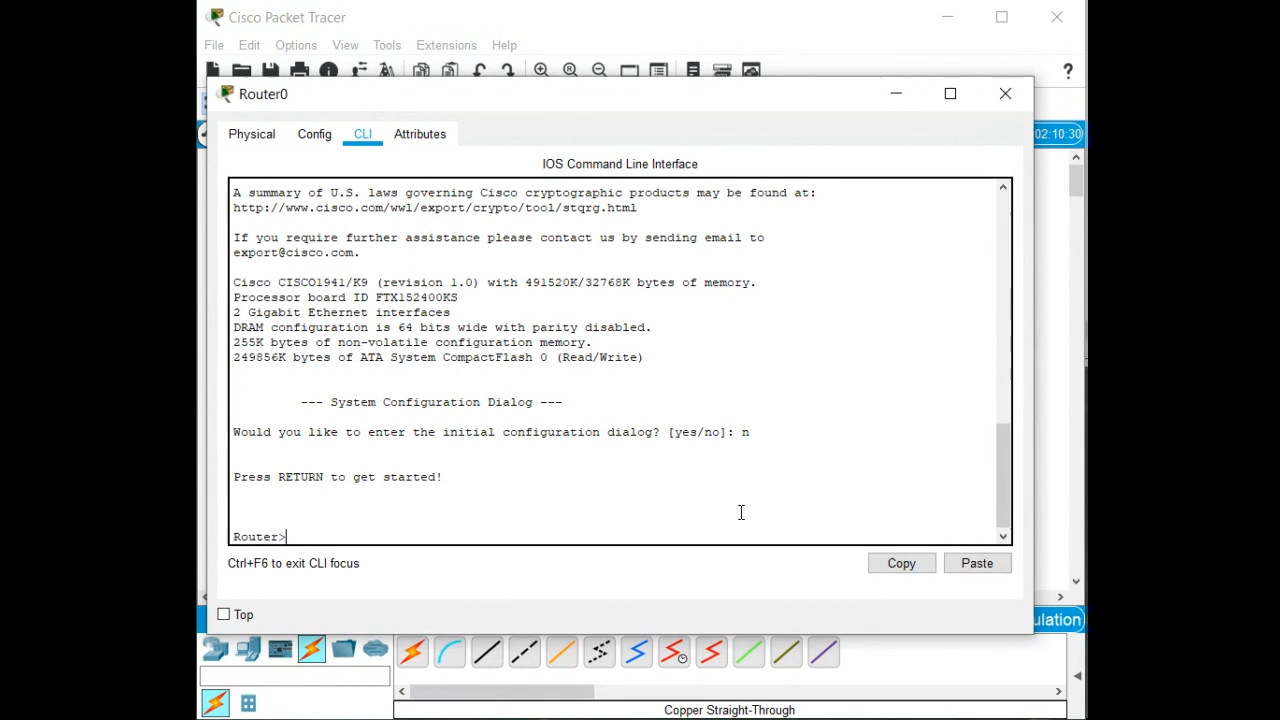 Cisco Packet Tracer
File Edit Options View Tools Extensions Help
?
Router0
Physical Config CLI Attributes
02:10:30
IOS Command Line Interface
A summary of U.S. laws governing Cisco cryptographic products may be found at:
http://www.cisco.com/wwl/export/crypto/tool/stqrg.html
If you require further assistance please contact us by sending email to
export@cisco.com.
Cisco CISCO1941/K9 (revision 1.0) with 491520K/32768K bytes of memory.
Processor board ID FTX152400KS
2 Gigabit Ethernet interfaces
DRAM configuration is 64 bits wide with parity disabled.
255K bytes of non-volatile configuration memory.
249856K bytes of ATA System CompactFlash 0 (Read/Write)
--- System Configuration Dialog ---
Would you like to enter the initial configuration dialog? [yes/no]: n
Press RETURN to get started!
Router>
Ctrl+F6 to exit CLI focus
Copy Paste
Top
ulation
Copper Straight-Through